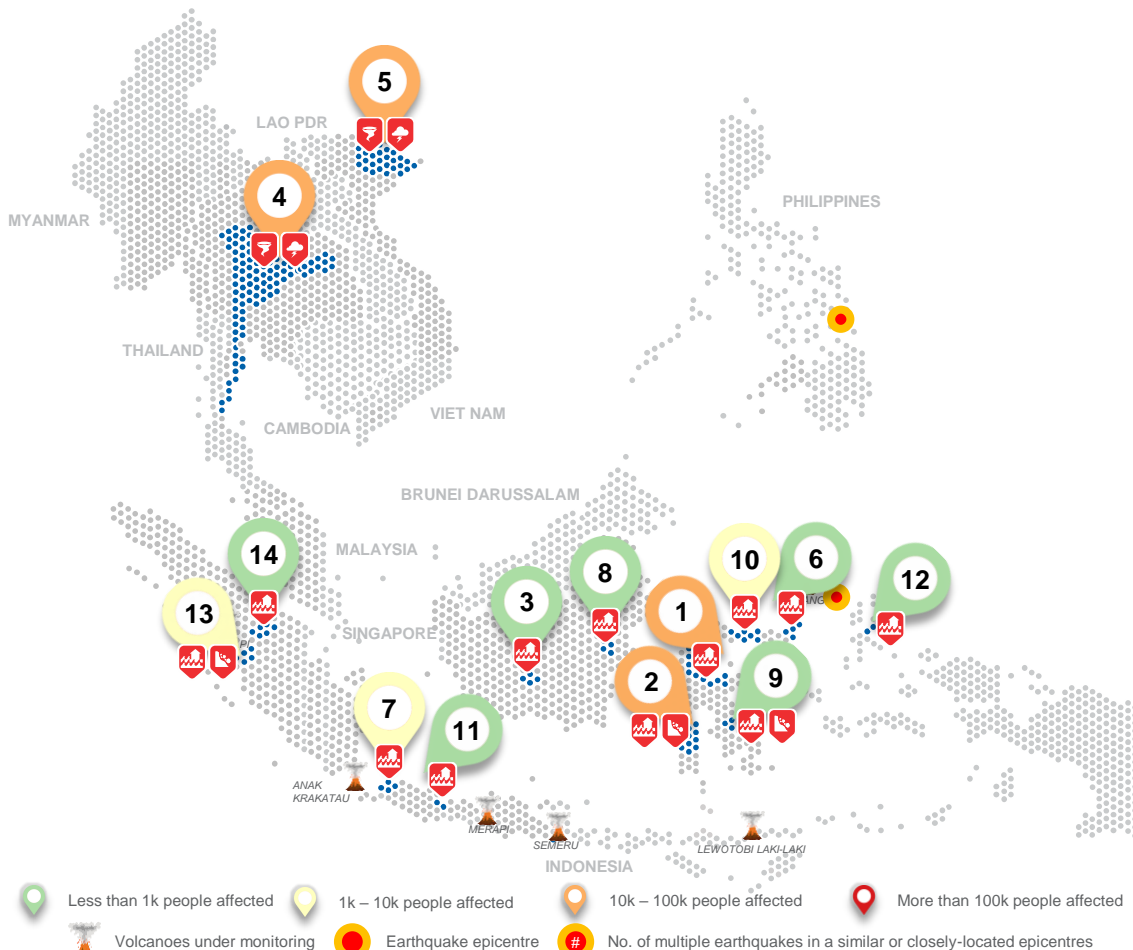 5
LAO PDR
4
MYANMAR
PHILIPPINES
THAILAND
VIET NAM
CAMBODIA
BRUNEI DARUSSALAM
14
MALAYSIA
8
10
6
12
3
13
1
SINGAPORE
2
9
7
11
ANAK
KRAKATAU
MERAPI
SEMERU
LEWOTOBI LAKI-LAKI
INDONESIA
Less than 1k people affected
1k – 10k people affected
10k – 100k people affected
More than 100k people affected
Volcanoes under monitoring
Earthquake epicentre
#
No. of multiple earthquakes in a similar or closely-located epicentres